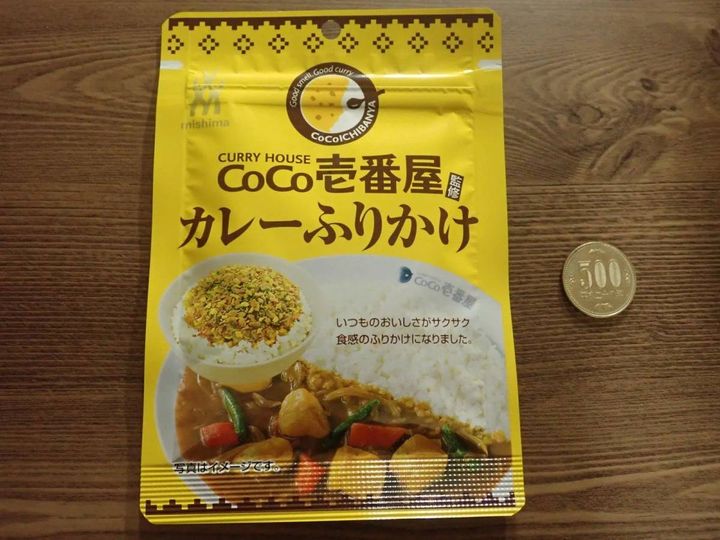 Good smell, Good curry.
CoCoICHIBANYA
mishima
CURRY HOUSE
CoCo壱番屋 監修
カレーふりかけ
CoCo壱番屋
いつものおいしさがサクサク
食感のふりかけになりました。
写真はイメージです。
500